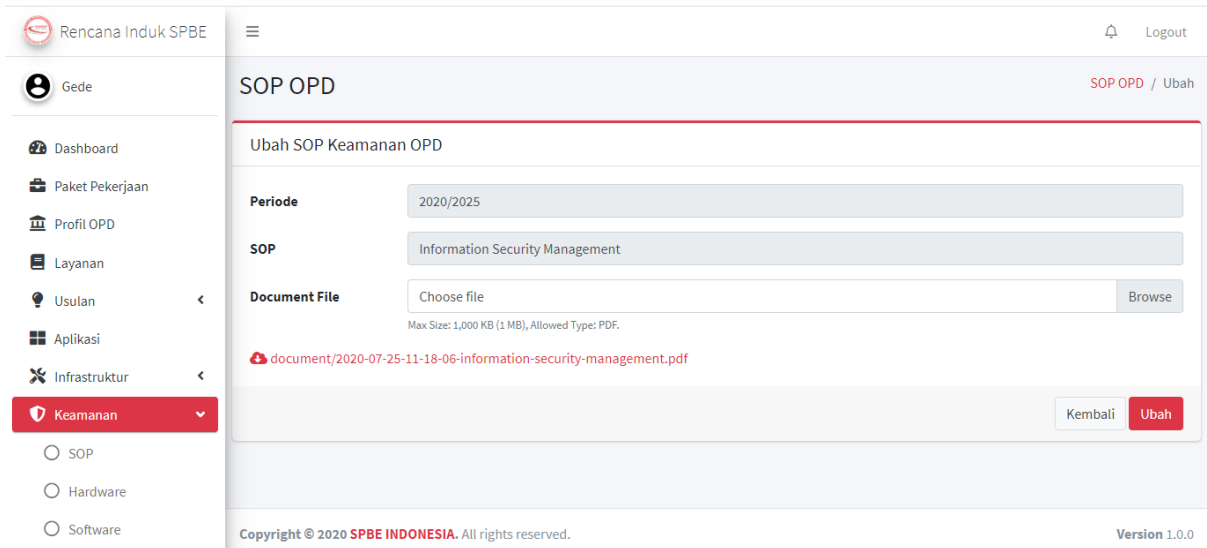 Rencana Induk SPBE
Logout
Gede
Dashboard
Paket Pekerjaan
Profil OPD
Layanan
Usulan
Aplikasi
Infrastruktur
Keamanan
SOP
Hardware
Software
SOP OPD
SOP OPD / Ubah
Ubah SOP Keamanan OPD
Periode 2020/2025
SOP Information Security Management
Document File Choose file Browse
Max Size: 1,000 KB (1 MB), Allowed Type: PDF.
document/2020-07-25-11-18-06-information-security-management.pdf
Kembali Ubah
Copyright © 2020 SPBE INDONESIA. All rights reserved. Version 1.0.0